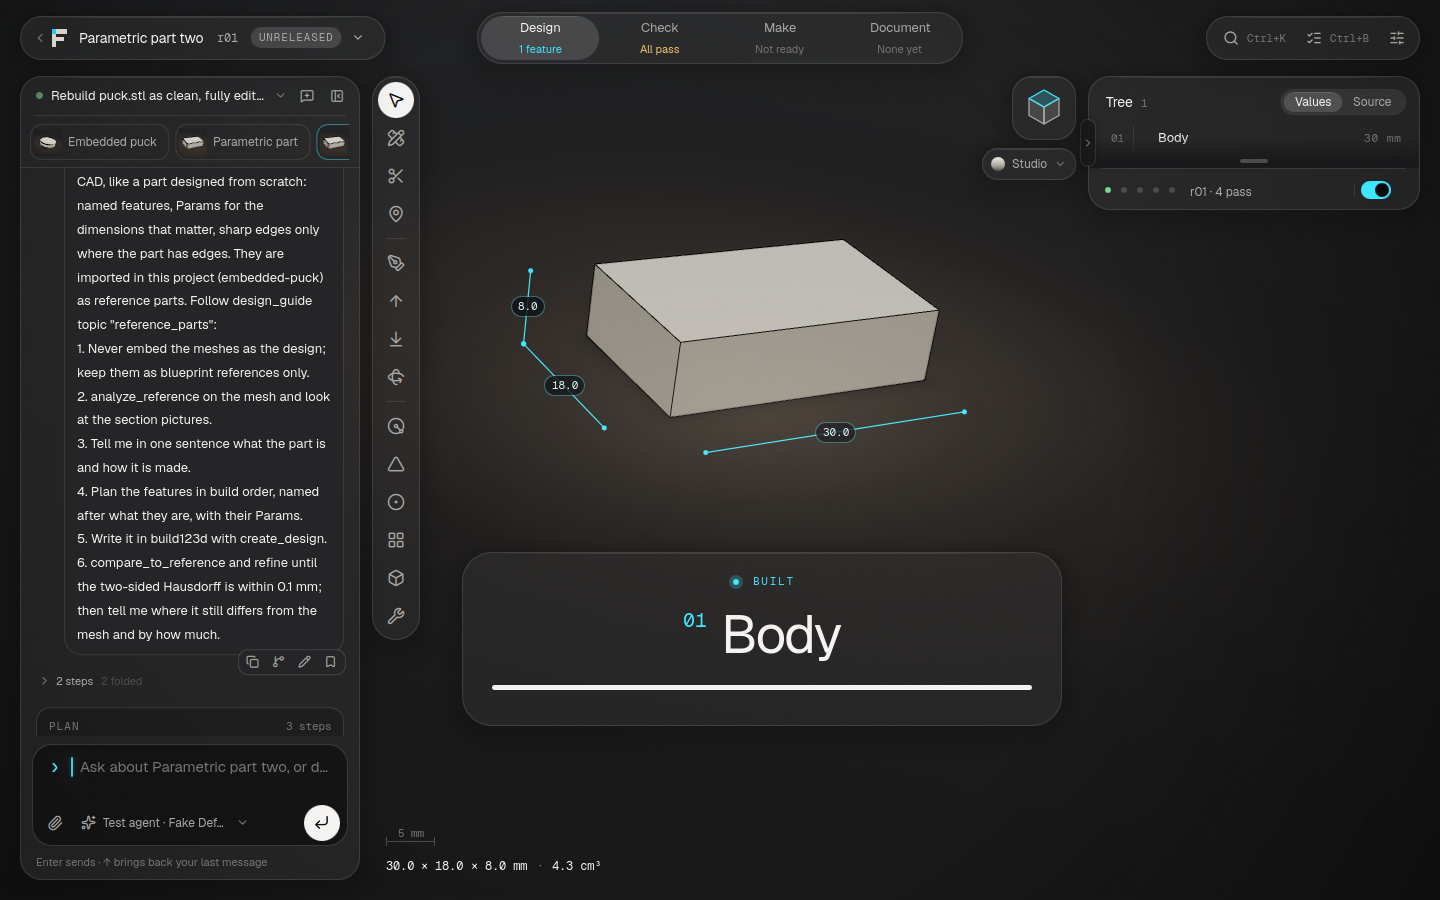 Parametric part two r01 UNRELEASED
Design
1 feature
Check
All pass
Make
Not ready
Document
None yet
Ctrl+K Ctrl+B
Rebuild puck.stl as clean, fully edit...
Embedded puck
Parametric part
CAD, like a part designed from scratch:
named features, Params for the
dimensions that matter, sharp edges only
where the part has edges. They are
imported in this project (embedded-puck)
as reference parts. Follow design_guide
topic "reference_parts":
1. Never embed the meshes as the design;
keep them as blueprint references only.
2. analyze_reference on the mesh and look
at the section pictures.
3. Tell me in one sentence what the part is
and how it is made.
4. Plan the features in build order, named
after what they are, with their Params.
5. Write it in build123d with create_design.
6. compare_to_reference and refine until
the two-sided Hausdorff is within 0.1 mm;
then tell me where it still differs from the
mesh and by how much.
2 steps 2 folded
PLAN 3 steps
Ask about Parametric part two, or d...
Test agent · Fake Def...
Enter sends · ↑ brings back your last message
Studio
Tree 1
Values Source
01 Body 30 mm
r01 · 4 pass
8.0
18.0
30.0
BUILT
01 Body
5 mm
30.0 × 18.0 × 8.0 mm · 4.3 cm³